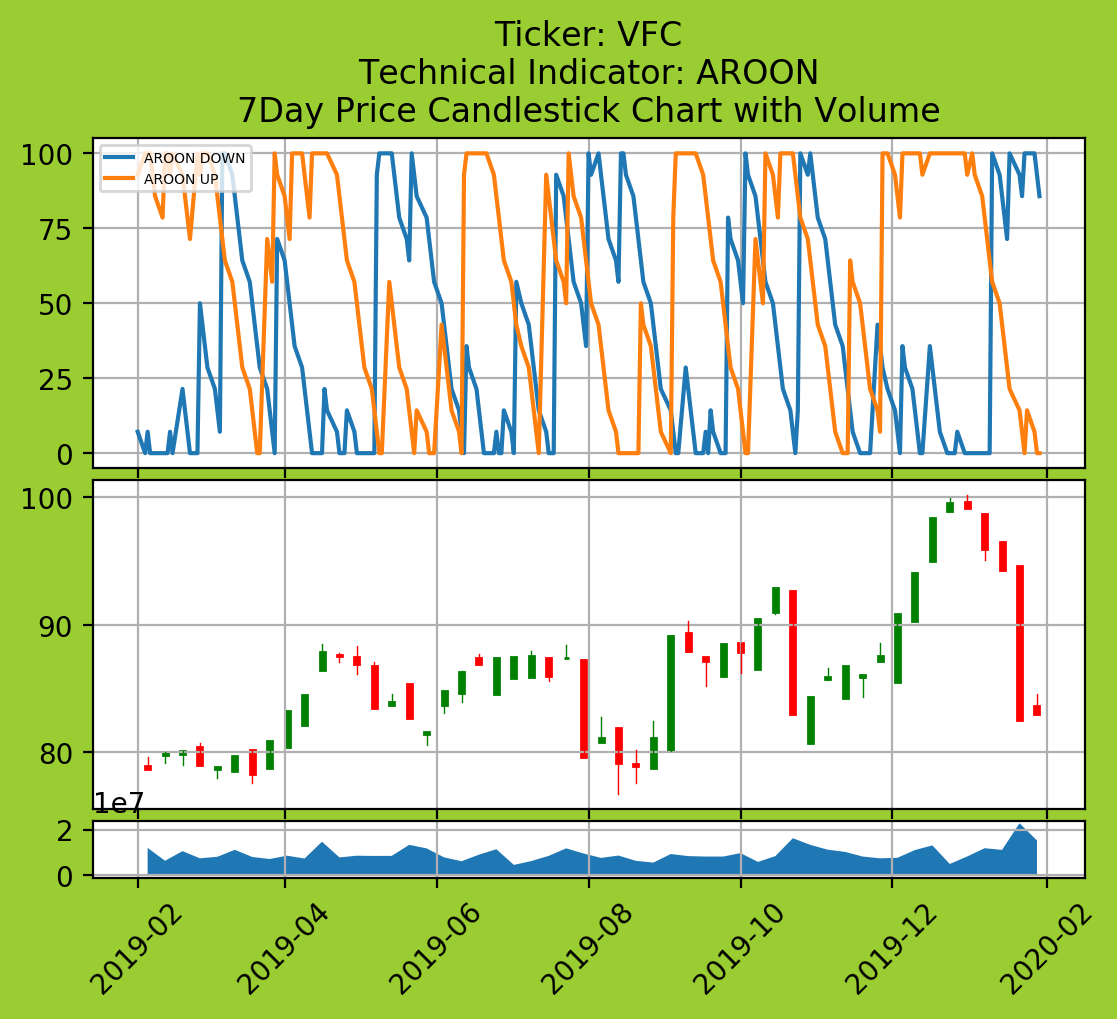 Ticker: VFC
Technical Indicator: AROON
7Day Price Candlestick Chart with Volume
100
75
50
25
0
AROON DOWN
AROON UP
100
90
80
1e7
2
0
2019-02
2019-04
2019-06
2019-08
2019-10
2019-12
2020-02